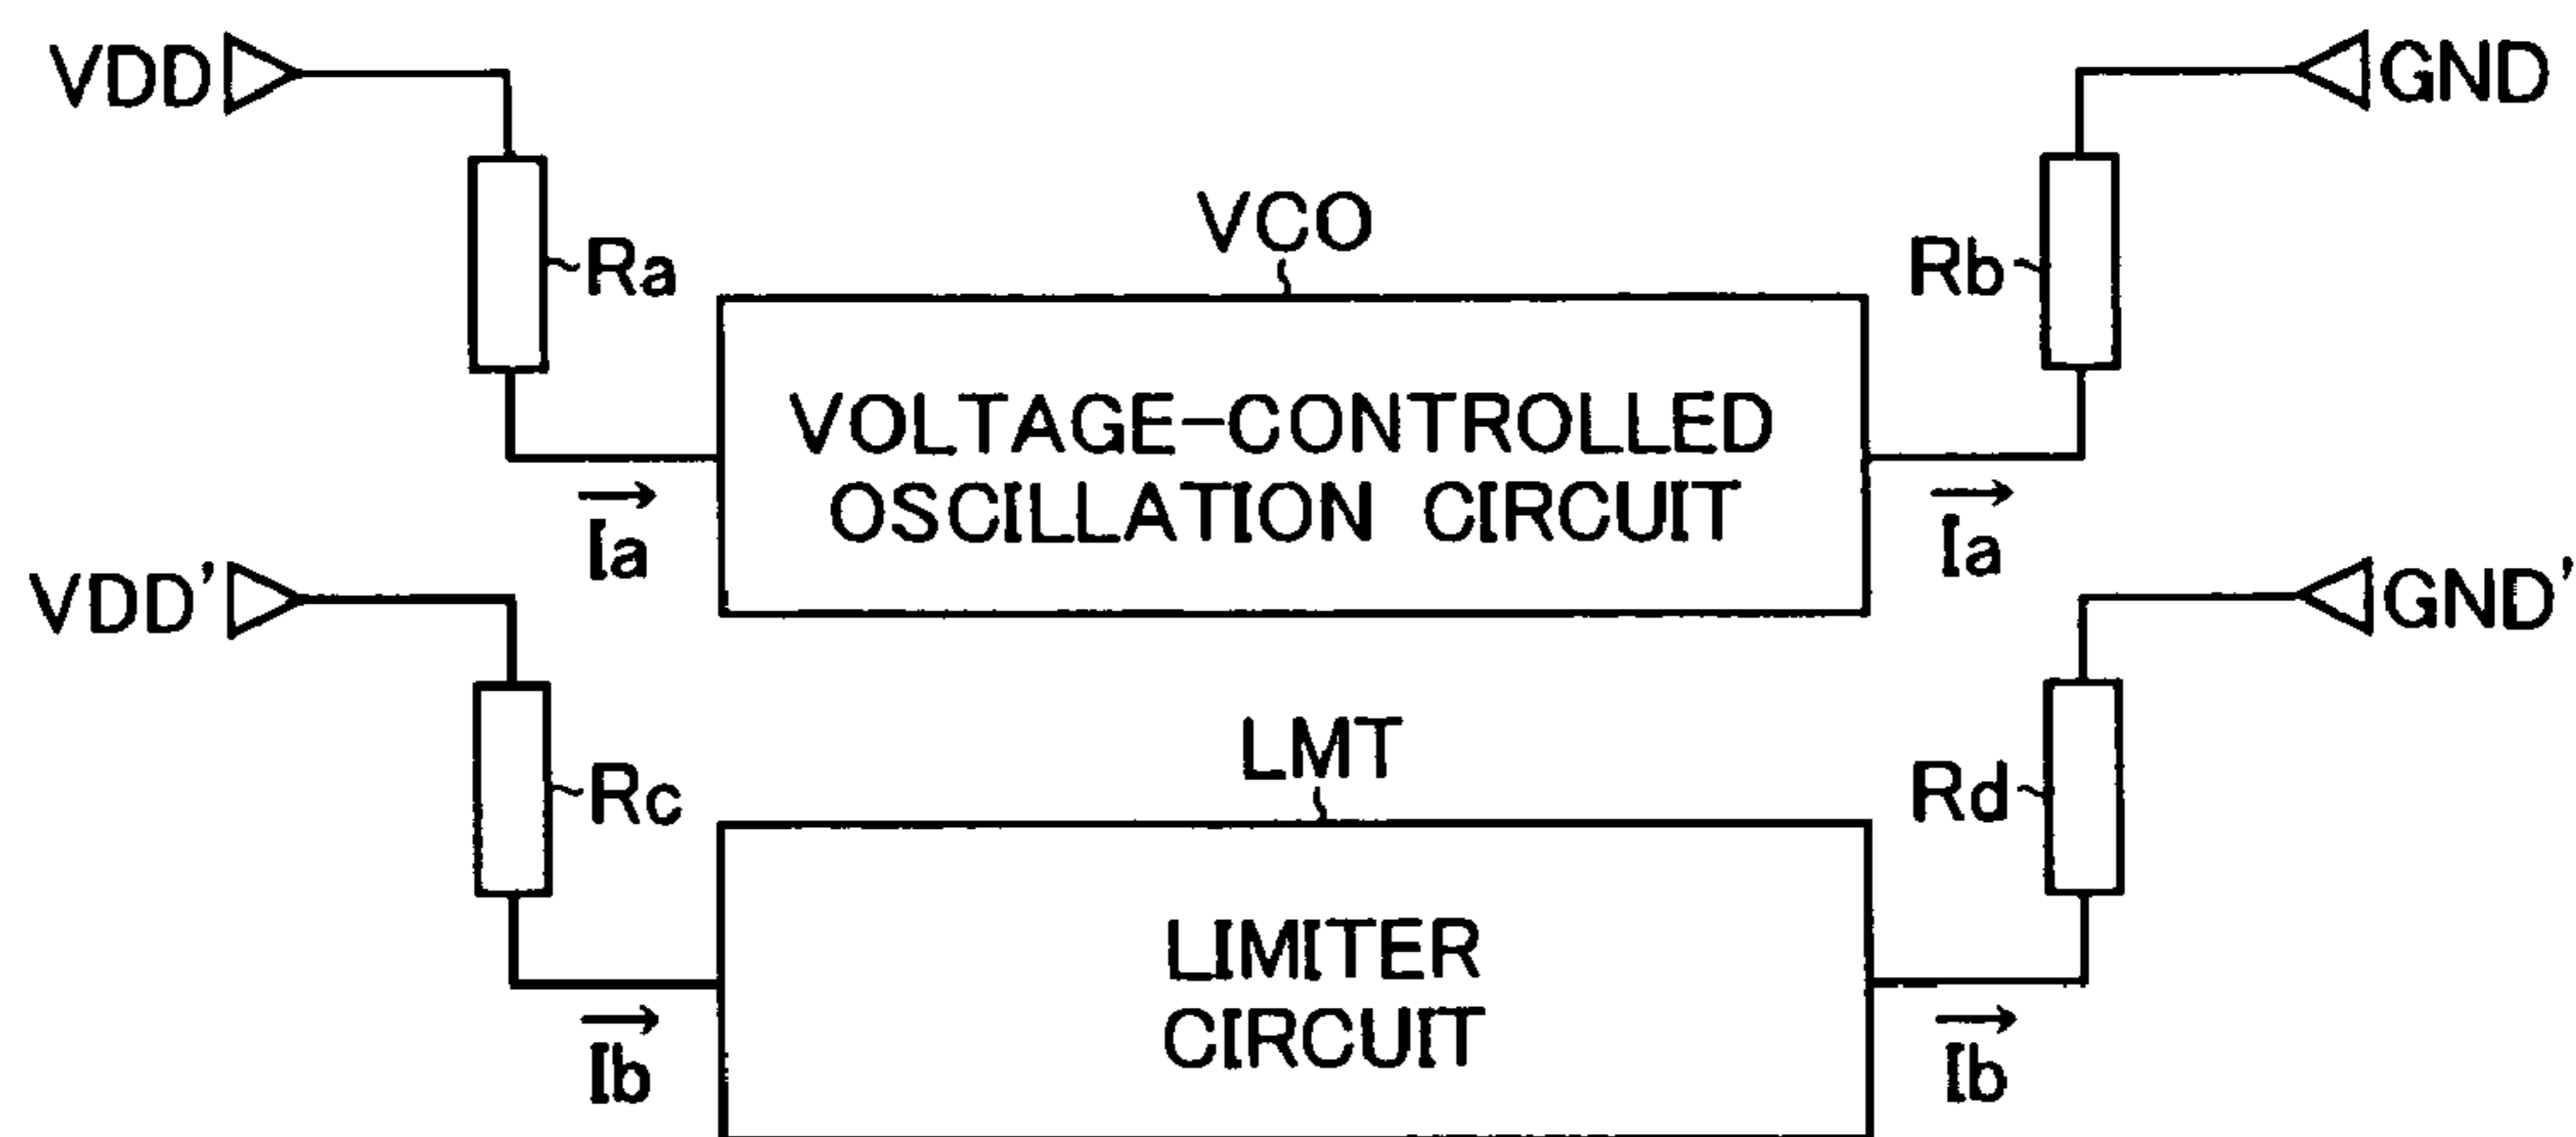 VDD
GND
VCO
Ra
Rb
VOLTAGE-CONTROLLED
OSCILLATION CIRCUIT
Ia
Ia
VDD'
GND'
LMT
Rc
Rd
LIMITER
CIRCUIT
Ib
Ib